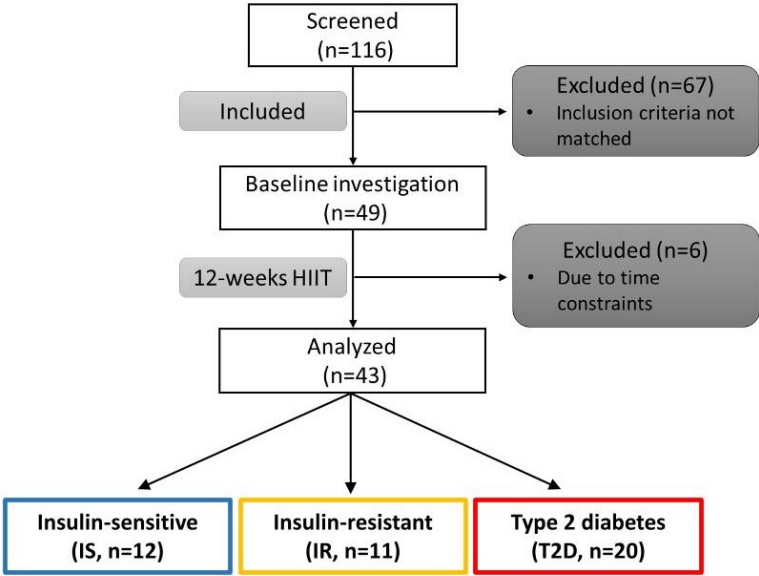 Screened
(n=116)
Excluded (n=67)
• Inclusion criteria not
matched
Included
Baseline investigation
(n=49)
Excluded (n=6)
• Due to time
constraints
12-weeks HIIT
Analyzed
(n=43)
Insulin-sensitive
(IS, n=12)
Insulin-resistant
(IR, n=11)
Type 2 diabetes
(T2D, n=20)